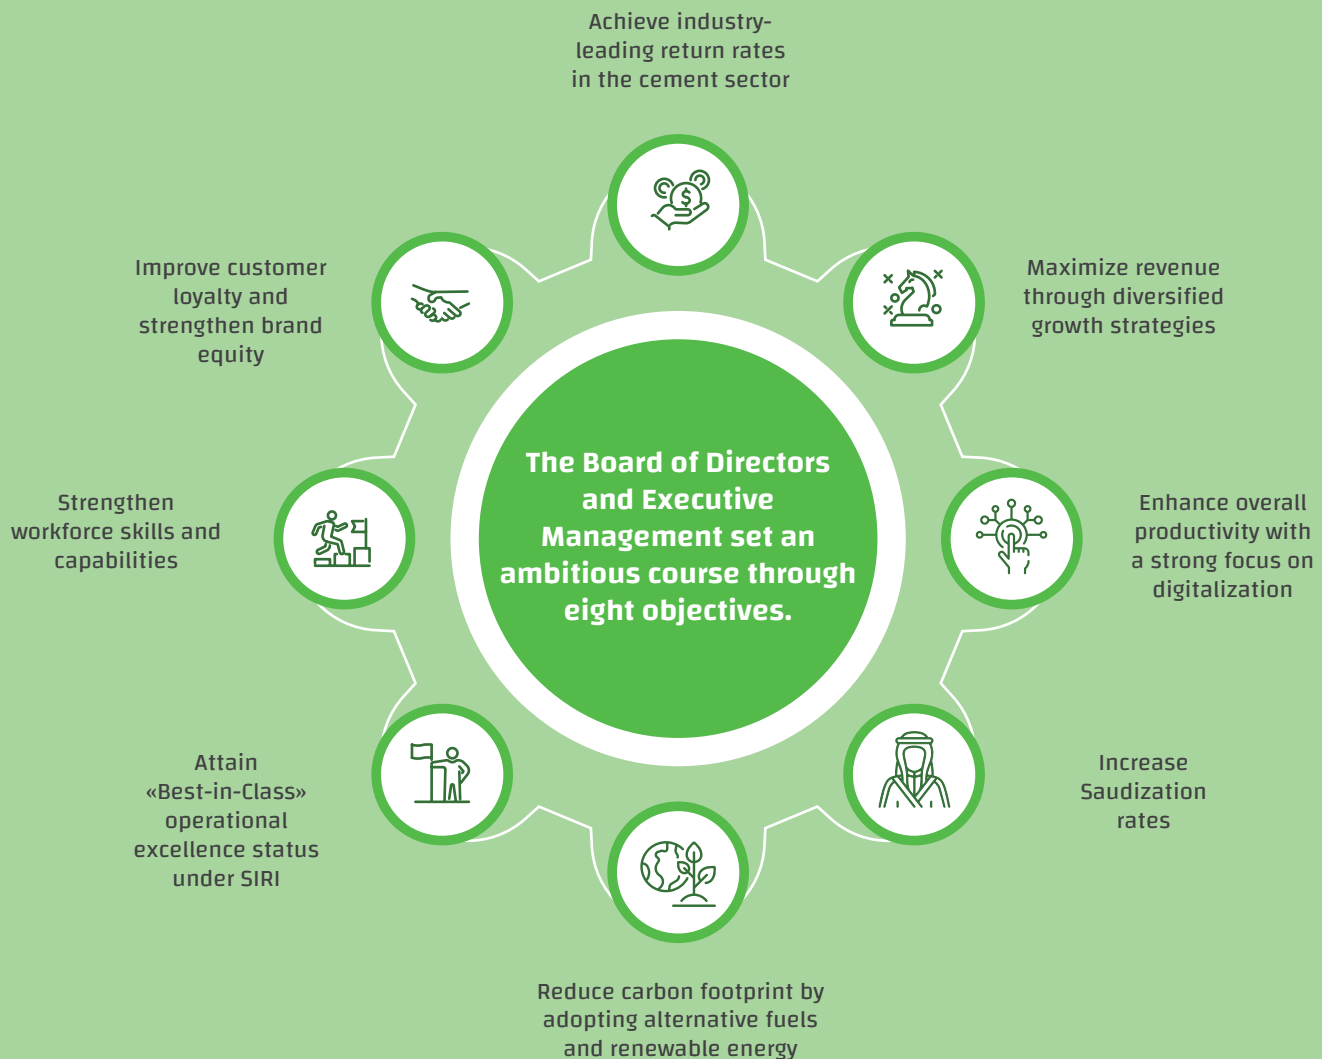 Achieve industry-
leading return rates
in the cement sector
Maximize revenue
through diversified
growth strategies
Enhance overall
productivity with
a strong focus on
digitalization
Increase
Saudization
rates
Reduce carbon footprint by
adopting alternative fuels
and renewable energy
Attain
«Best-in-Class»
operational
excellence status
under SIRI
Strengthen
workforce skills and
capabilities
Improve customer
loyalty and
strengthen brand
equity
The Board of Directors
and Executive
Management set an
ambitious course through
eight objectives.
$